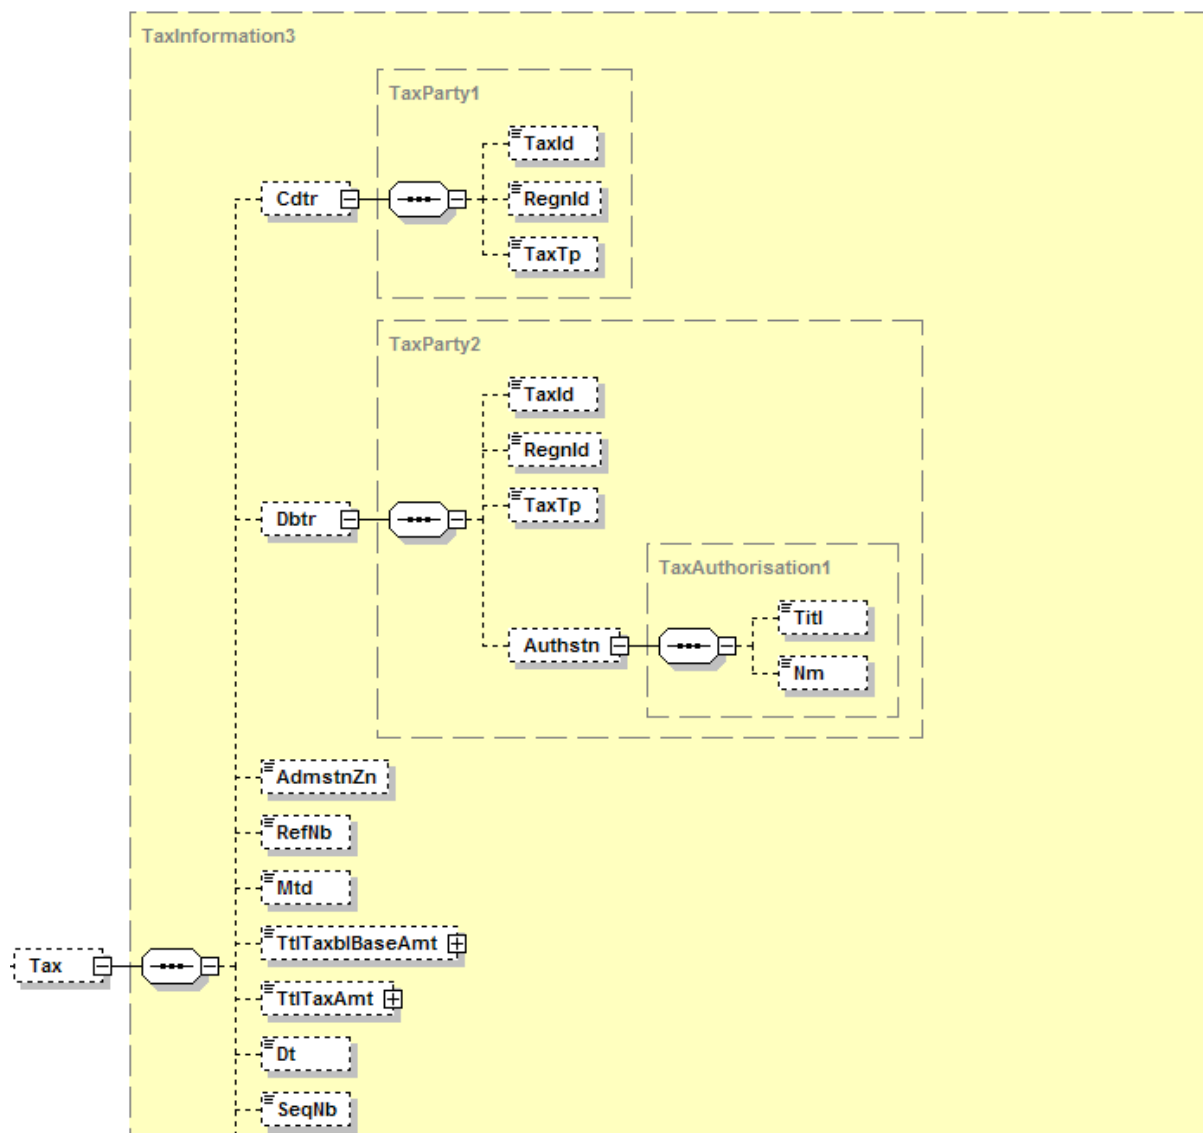 TaxInformation3
TaxParty1
TaxId
Cdtr
RegnId
TaxTp
TaxParty2
TaxId
RegnId
Dbtr
TaxTp
TaxAuthorisation1
Titl
Authstn
Nm
AdmstnZn
RefNb
Mtd
TtlTaxblBaseAmt
Tax
TtlTaxAmt
Dt
SeqNb